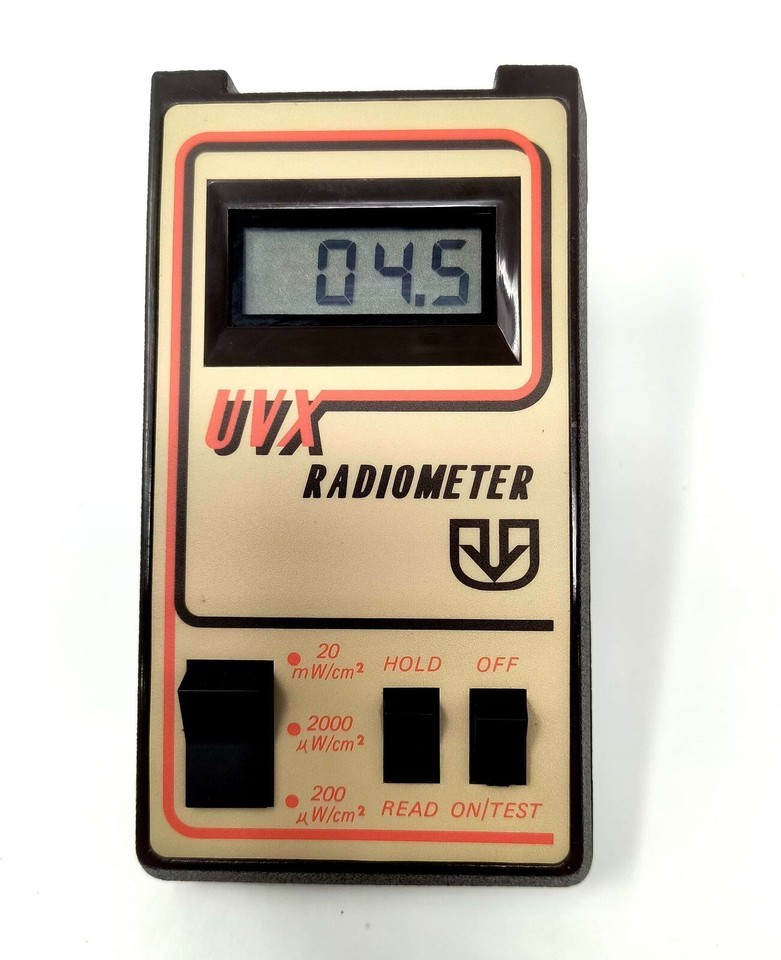 04.5
UVX
RADIOMETER
20
mW/cm²
HOLD OFF
2000
μW/cm²
200
μW/cm²
READ ON/TEST